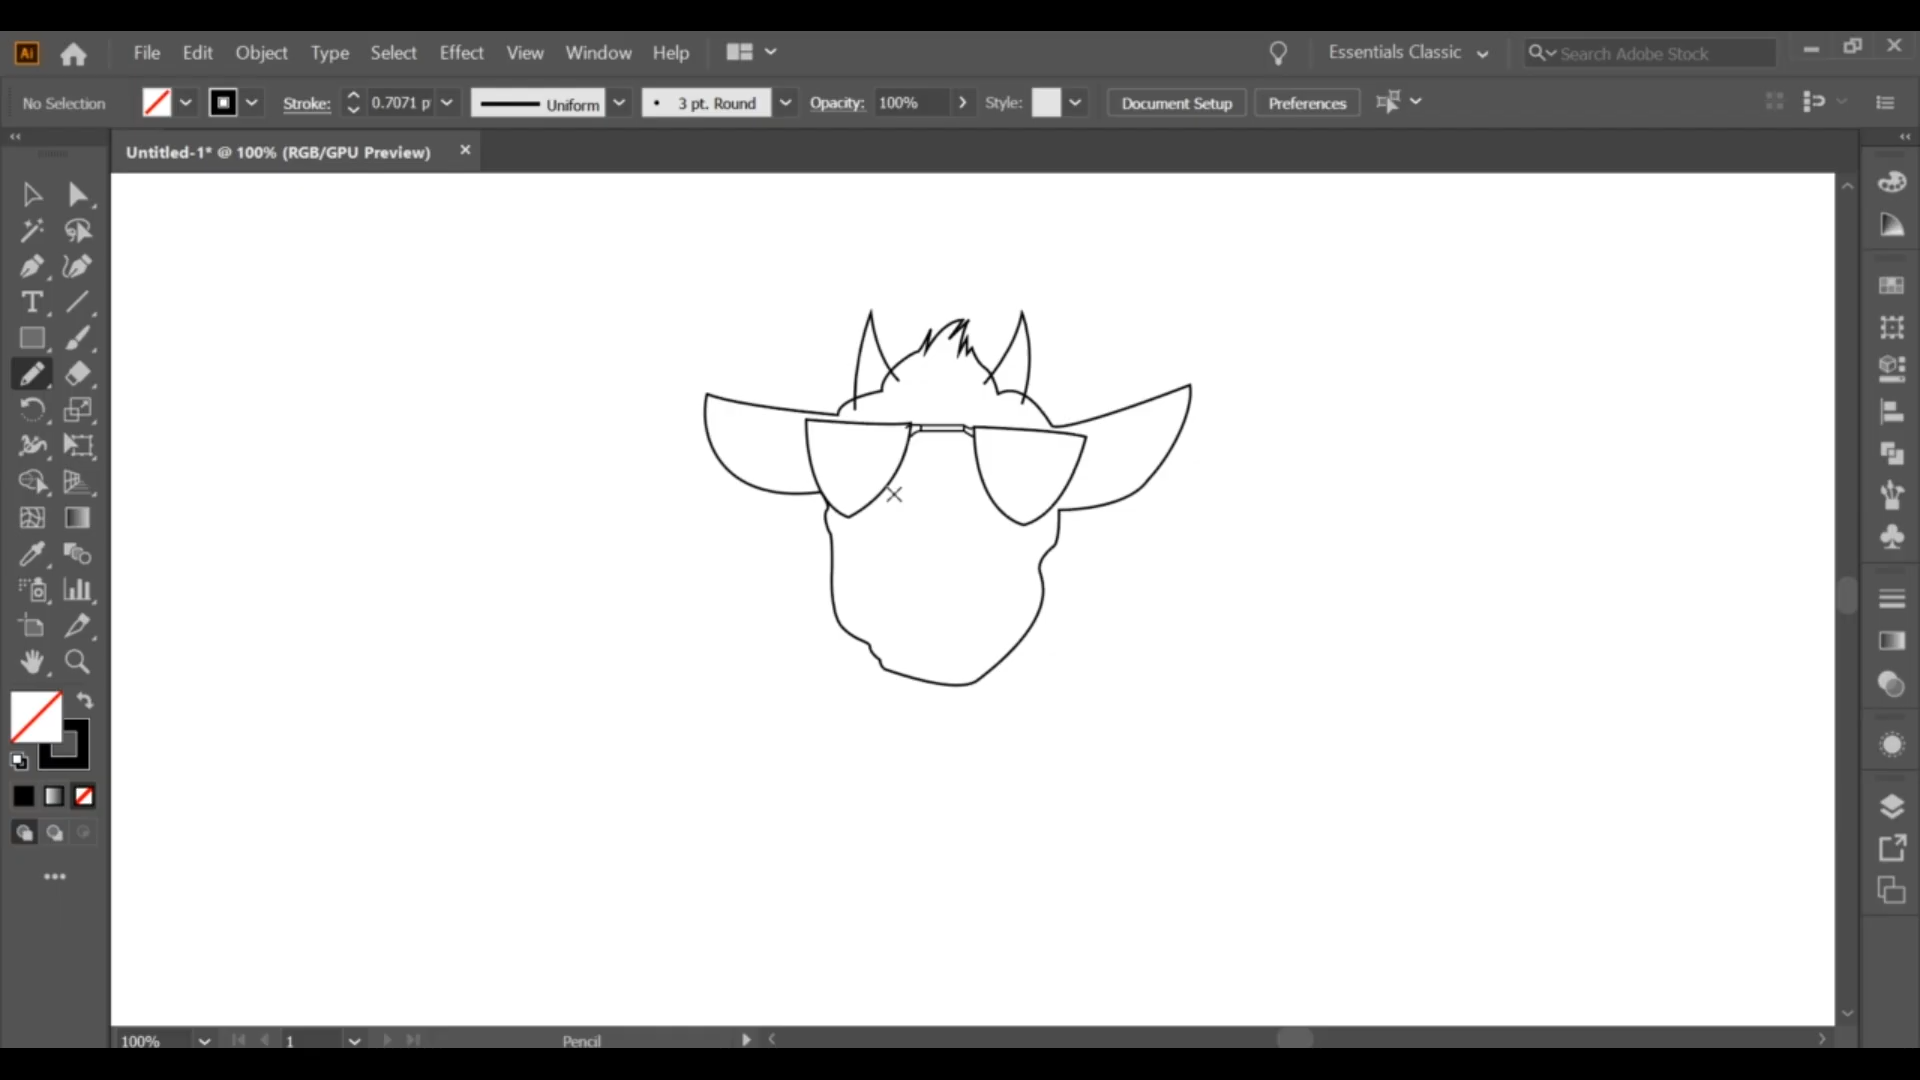 Ai File Edit Object Type Select Effect View Window Help Essentials Classic Search Adobe Stock
No Selection Stroke: 0.7071 p Uniform 3 pt. Round Opacity: 100% Style: Document Setup Preferences
Untitled-1* @ 100% (RGB/GPU Preview)
100% 1 Pencil